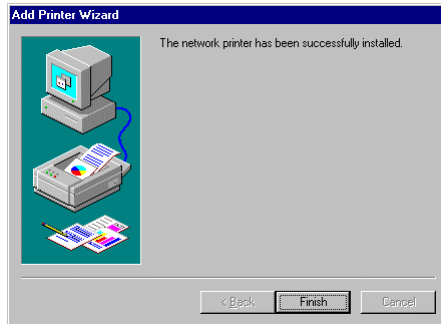 Add Printer Wizard
The network printer has been successfully installed.
< Back
Finish
Cancel